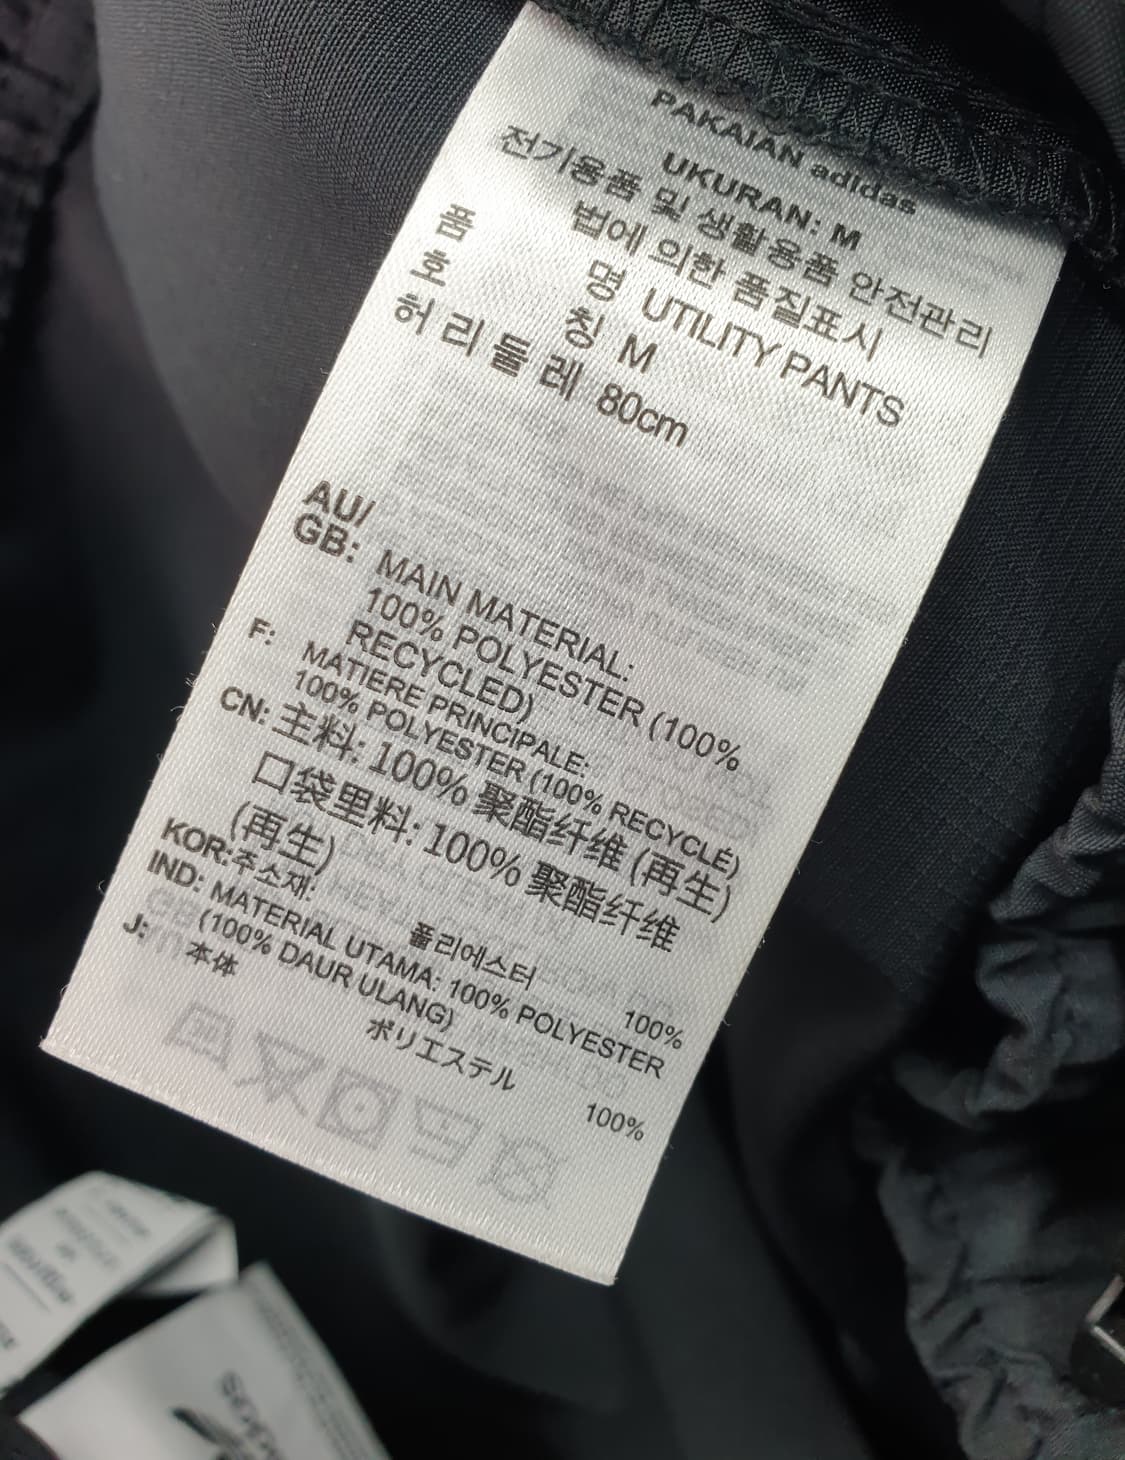 PAKAIAN adidas
UKURAN: M
전기용품 및 생활용품 안전관리
법에 의한 품질표시
품 명 UTILITY PANTS
호 칭 M
허리둘레 80cm
AU/
GB: MAIN MATERIAL:
100% POLYESTER (100%
RECYCLED)
F: MATIERE PRINCIPALE:
100% POLYESTER (100% RECYCLÉ)
CN: 主料: 100% 聚酯纤维 (再生)
口袋里料: 100% 聚酯纤维
(再生)
KOR: 주소재:
폴리에스터 100%
IND: MATERIAL UTAMA: 100% POLYESTER
(100% DAUR ULANG)
J: 本体
ポリエステル 100%